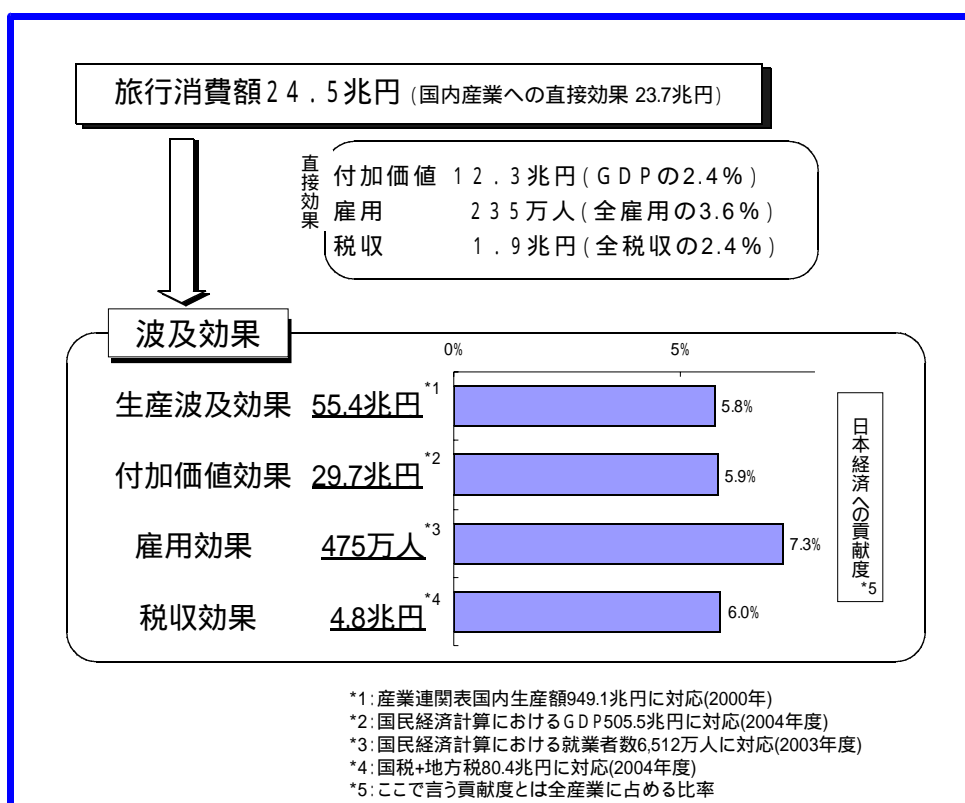 旅行消費額24.5兆円 (国内産業への直接効果 23.7兆円)
直接効果
付加価値 12.3兆円(GDPの2.4%)
雇用 235万人(全雇用の3.6%)
税収 1.9兆円(全税収の2.4%)
波及効果
0% 5%
生産波及効果 55.4兆円*1 5.8%
付加価値効果 29.7兆円*2 5.9%
雇用効果 475万人*3 7.3%
税収効果 4.8兆円*4 6.0%
日本経済への貢献度*5
*1:産業連関表国内生産額949.1兆円に対応(2000年)
*2:国民経済計算におけるGDP505.5兆円に対応(2004年度)
*3:国民経済計算における就業者数6,512万人に対応(2003年度)
*4:国税+地方税80.4兆円に対応(2004年度)
*5:ここで言う貢献度とは全産業に占める比率